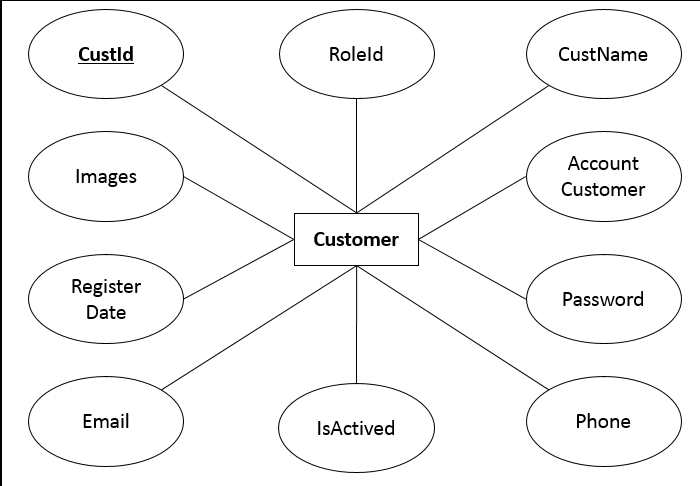 CustId
RoleId
CustName
Images
Account
Customer
Customer
Register
Date
Password
Email
IsActived
Phone